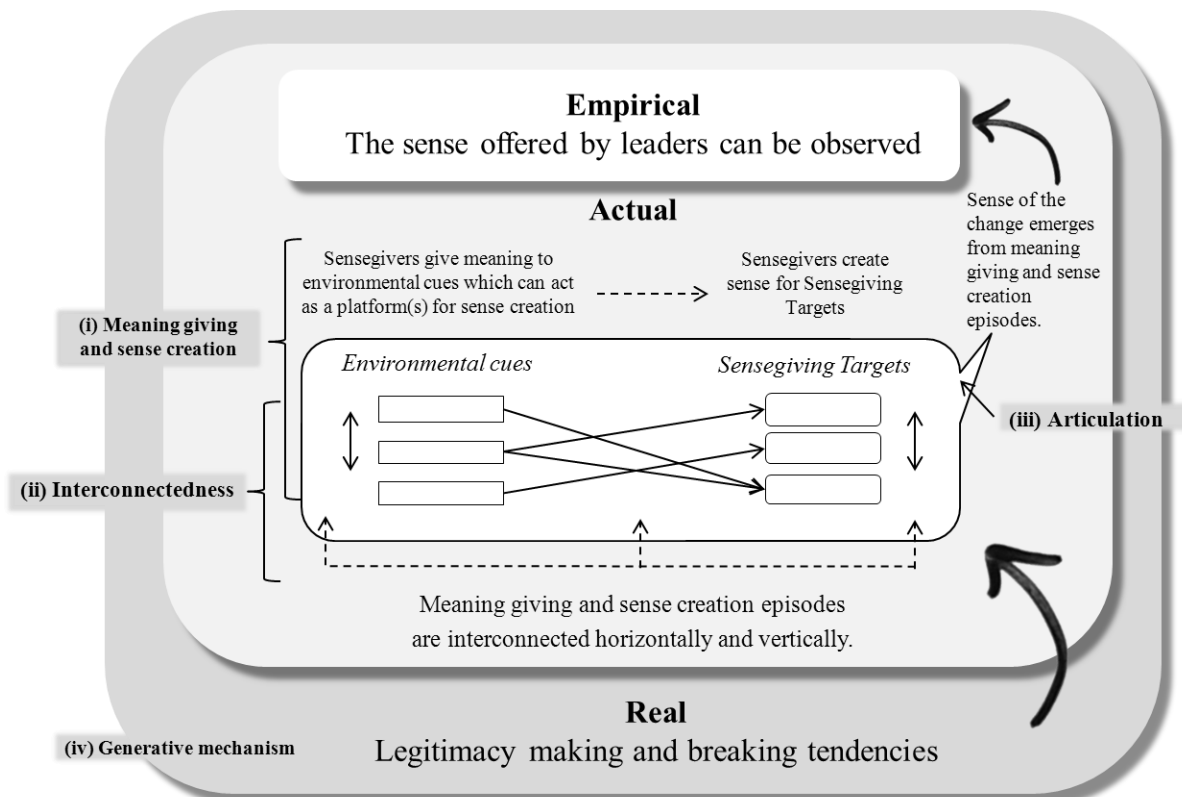 Empirical
The sense offered by leaders can be observed
Actual
Sensegivers give meaning to
environmental cues which can act
as a platform(s) for sense creation
Sensegivers create
sense for Sensegiving
Targets
Sense of the
change emerges
from meaning
giving and sense
creation
episodes.
(i) Meaning giving
and sense creation
Environmental cues
Sensegiving Targets
(iii) Articulation
(ii) Interconnectedness
Meaning giving and sense creation episodes
are interconnected horizontally and vertically.
Real
(iv) Generative mechanism
Legitimacy making and breaking tendencies